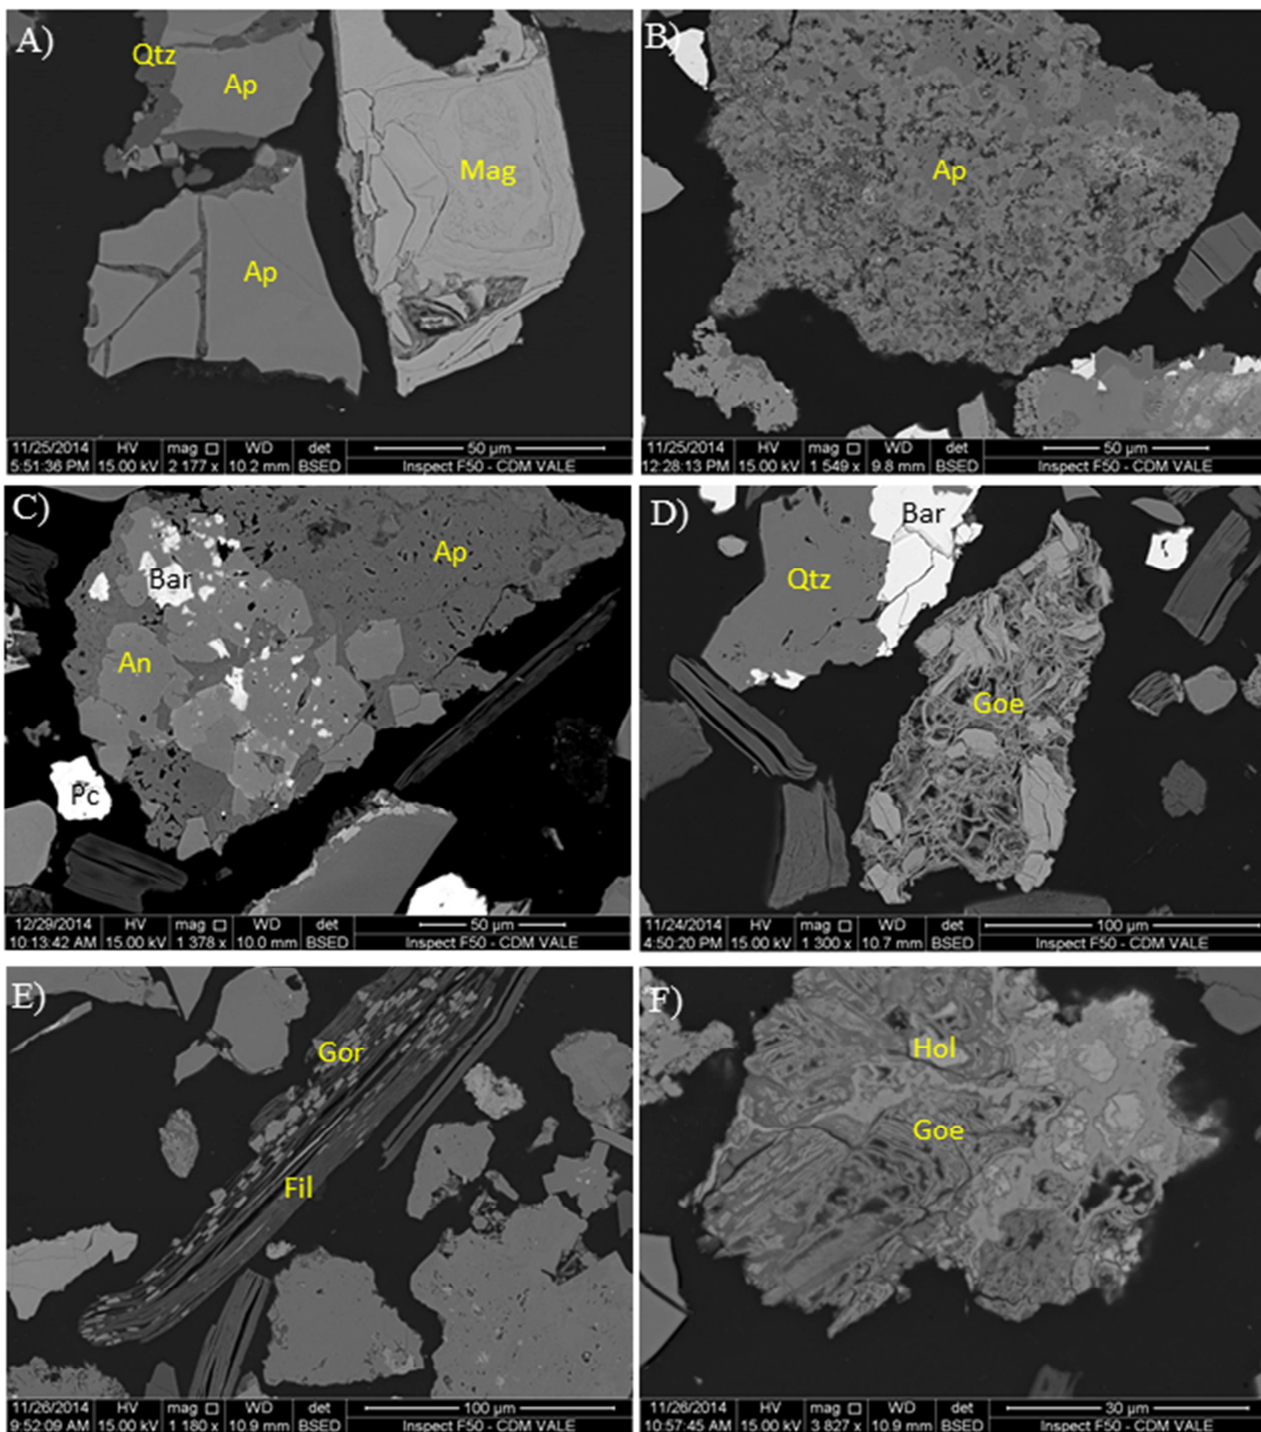 A)
Qtz
Ap
Mag
Ap
11/25/2014 HV mag □ WD det 50 µm
5:51:36 PM 15.00 kV 2 177 x 10.2 mm BSED Inspect F50 - CDM VALE
B)
Ap
11/25/2014 HV mag □ WD det 50 µm
12:28:13 PM 15.00 kV 1 549 x 9.8 mm BSED Inspect F50 - CDM VALE
C)
Ap
Bar
An
Pc
12/29/2014 HV mag □ WD det 50 µm
10:13:42 AM 15.00 kV 1 378 x 10.0 mm BSED Inspect F50 - CDM VALE
D)
Bar
Qtz
Goe
11/24/2014 HV mag □ WD det 100 µm
4:50:20 PM 15.00 kV 1 300 x 10.7 mm BSED Inspect F50 - CDM VALE
E)
Gor
Fil
11/26/2014 HV mag □ WD det 100 µm
9:52:09 AM 15.00 kV 1 180 x 10.9 mm BSED Inspect F50 - CDM VALE
F)
Hol
Goe
11/26/2014 HV mag □ WD det 30 µm
10:57:45 AM 15.00 kV 3 827 x 10.9 mm BSED Inspect F50 - CDM VALE